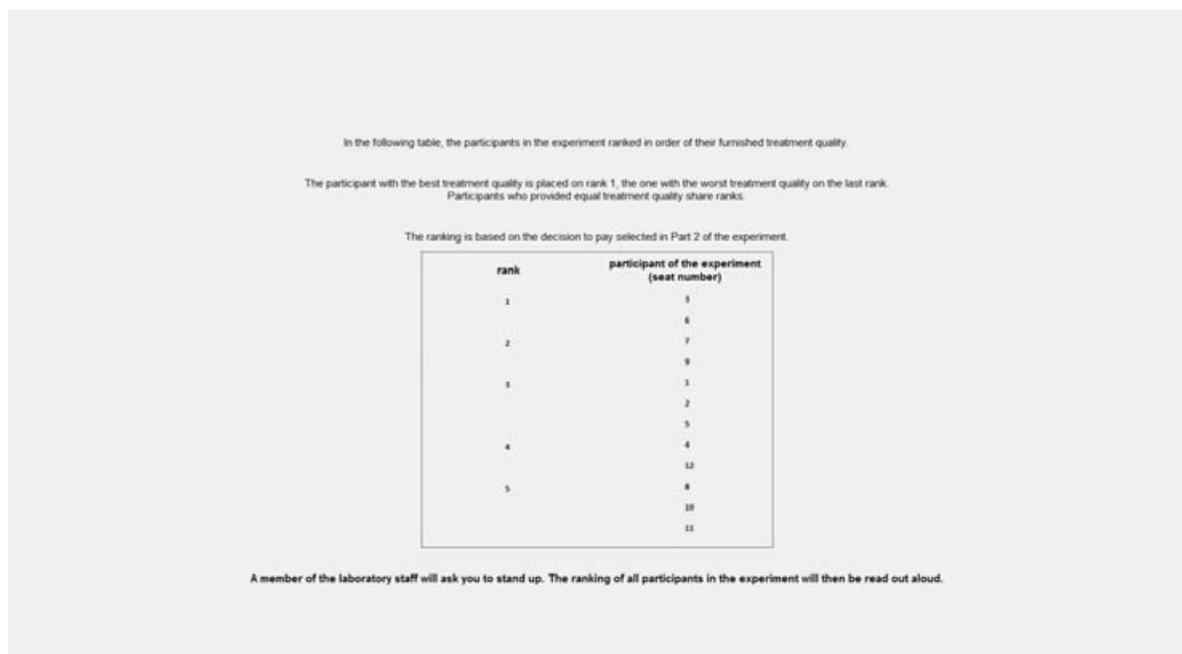 In the following table, the participants in the experiment ranked in order of their furnished treatment quality.
The participant with the best treatment quality is placed on rank 1, the one with the worst treatment quality on the last rank.
Participants who provided equal treatment quality share ranks.
The ranking is based on the decision to pay selected in Part 2 of the experiment.
rank participant of the experiment
(seat number)
1 3
6
2 7
9
3 1
2
5
4 4
12
5 8
10
11
A member of the laboratory staff will ask you to stand up. The ranking of all participants in the experiment will then be read out aloud.